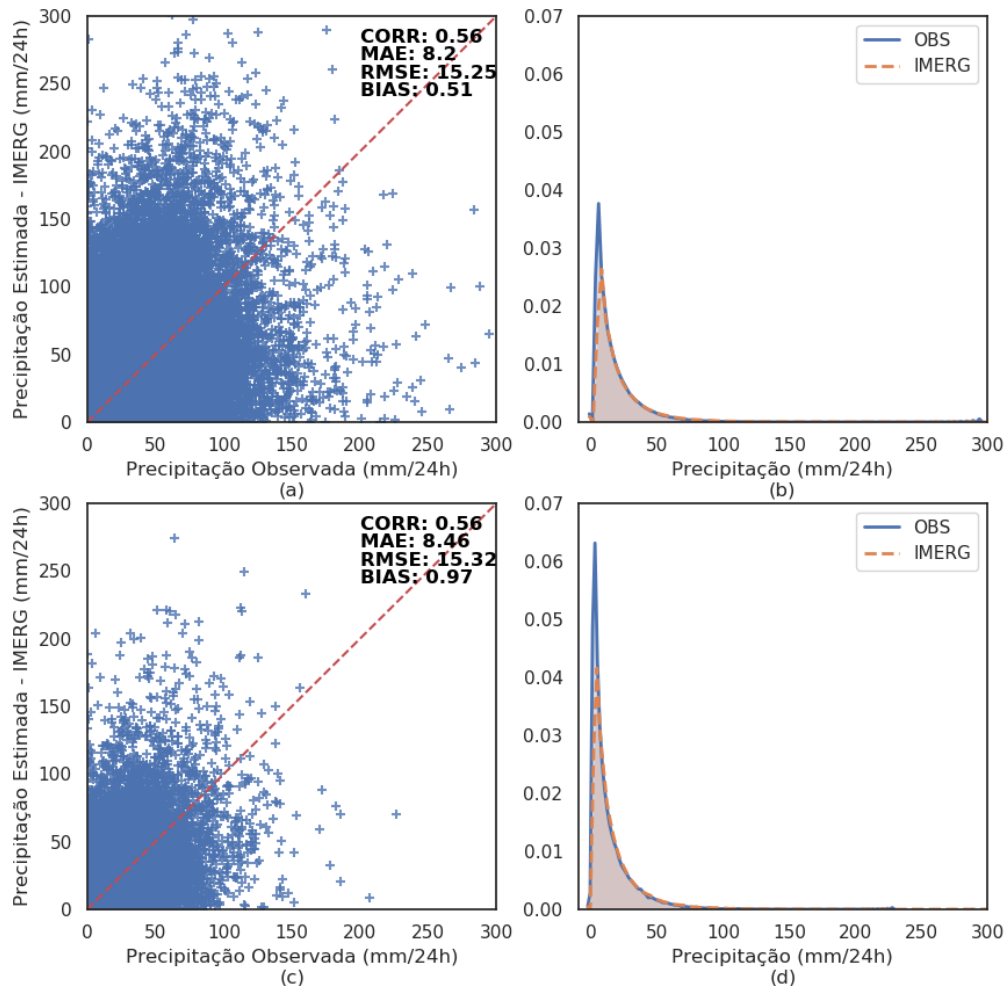 300
250
200
150
100
50
0
Precipitação Estimada - IMERG (mm/24h)
CORR: 0.56
MAE: 8.2
RMSE: 15.25
BIAS: 0.51
0 50 100 150 200 250 300
Precipitação Observada (mm/24h)
(a)
0.07
0.06
0.05
0.04
0.03
0.02
0.01
0.00
OBS
IMERG
0 50 100 150 200 250 300
Precipitação (mm/24h)
(b)
300
250
200
150
100
50
0
Precipitação Estimada - IMERG (mm/24h)
CORR: 0.56
MAE: 8.46
RMSE: 15.32
BIAS: 0.97
0 50 100 150 200 250 300
Precipitação Observada (mm/24h)
(c)
0.07
0.06
0.05
0.04
0.03
0.02
0.01
0.00
OBS
IMERG
0 50 100 150 200 250 300
Precipitação (mm/24h)
(d)